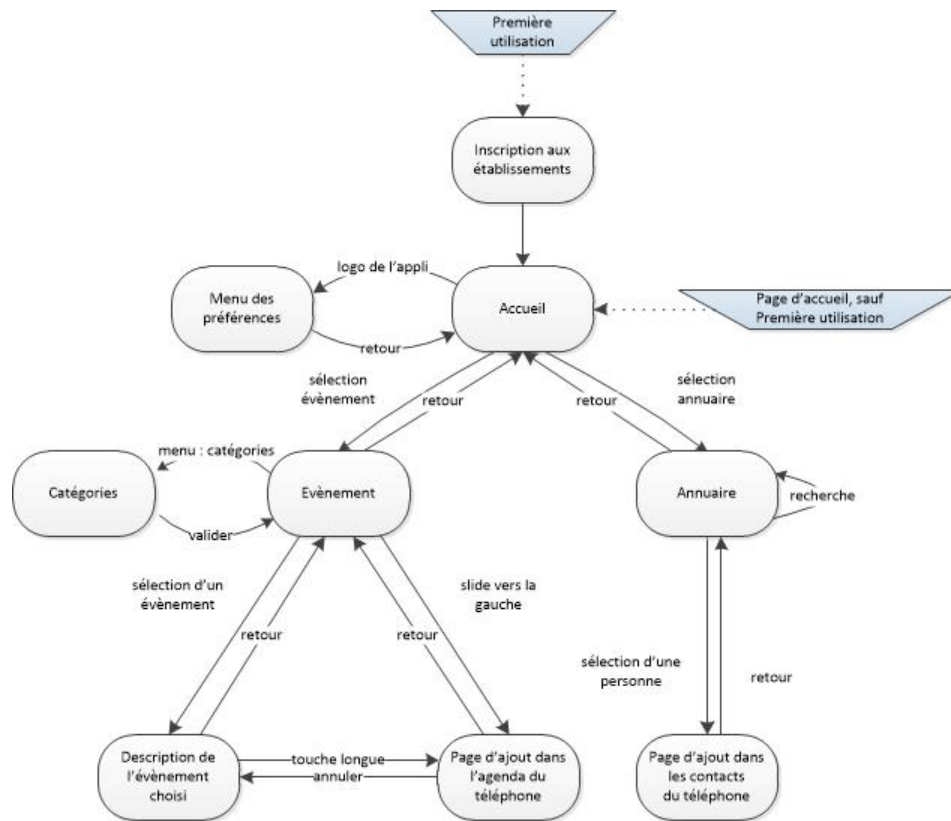 Première
utilisation
Inscription aux
établissements
logo de l'appli
Menu des
préférences
Accueil
Page d'accueil, sauf
Première utilisation
retour
sélection
évènement
retour
retour
sélection
annuaire
menu : catégories
Catégories
Evènement
Annuaire
recherche
valider
sélection d'un
évènement
slide vers la
gauche
retour
retour
sélection d'une
personne
retour
Description de
l'évènement
choisi
touche longue
annuler
Page d'ajout dans
l'agenda du
téléphone
Page d'ajout dans
les contacts
du téléphone